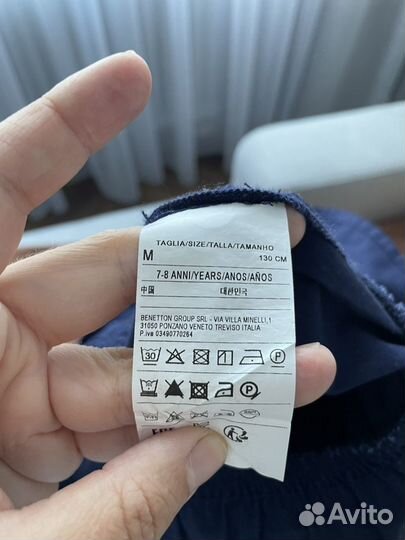 TAGLIA/SIZE/TALLA/TAMANHO
M 130 CM
7-8 ANNI/YEARS/ANOS/AÑOS
中国 대한민국
BENETTON GROUP SRL - VIA VILLA MINELLI,1
31050 PONZANO VENETO TREVISO ITALIA
P.iva 03490770264
30 1 P
P
Avito